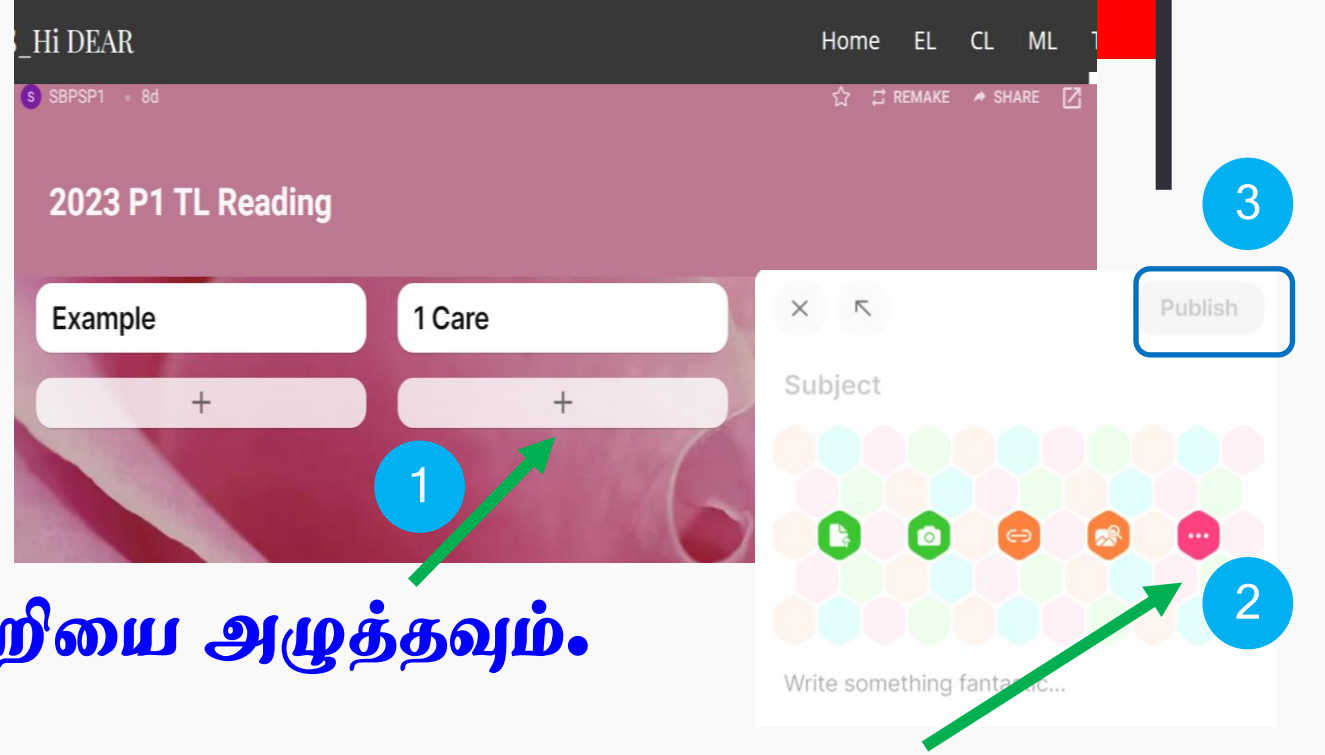 _Hi DEAR
Home EL CL ML
S SBPSP1 • 8d
REMAKE SHARE
2023 P1 TL Reading
3
Example
1 Care
Publish
+
+
Subject
1
2
அழுத்தவும்.
Write something fantastic...